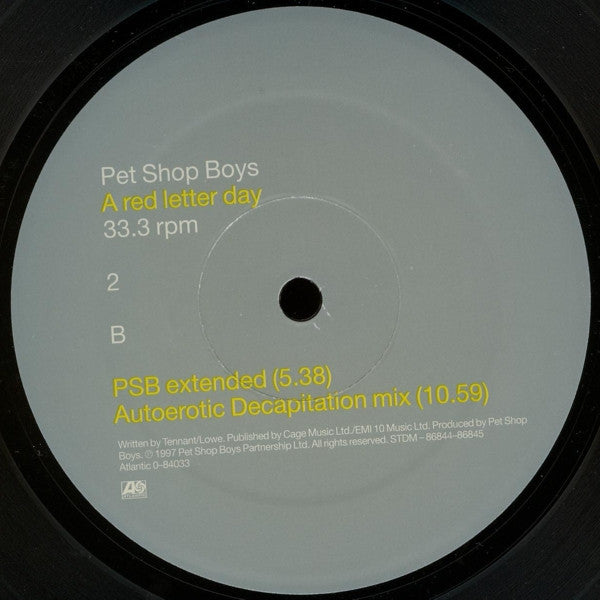 Pet Shop Boys
A red letter day
33.3 rpm
2
B
PSB extended (5.38)
Autoerotic Decapitation mix (10.59)
Written by Tennant/Lowe. Published by Cage Music Ltd./EMI 10 Music Ltd. Produced by Pet Shop
Boys. ℗ 1997 Pet Shop Boys Partnership Ltd. All rights reserved. STDM – 86844–86845
Atlantic 0–84033
ATLANTIC